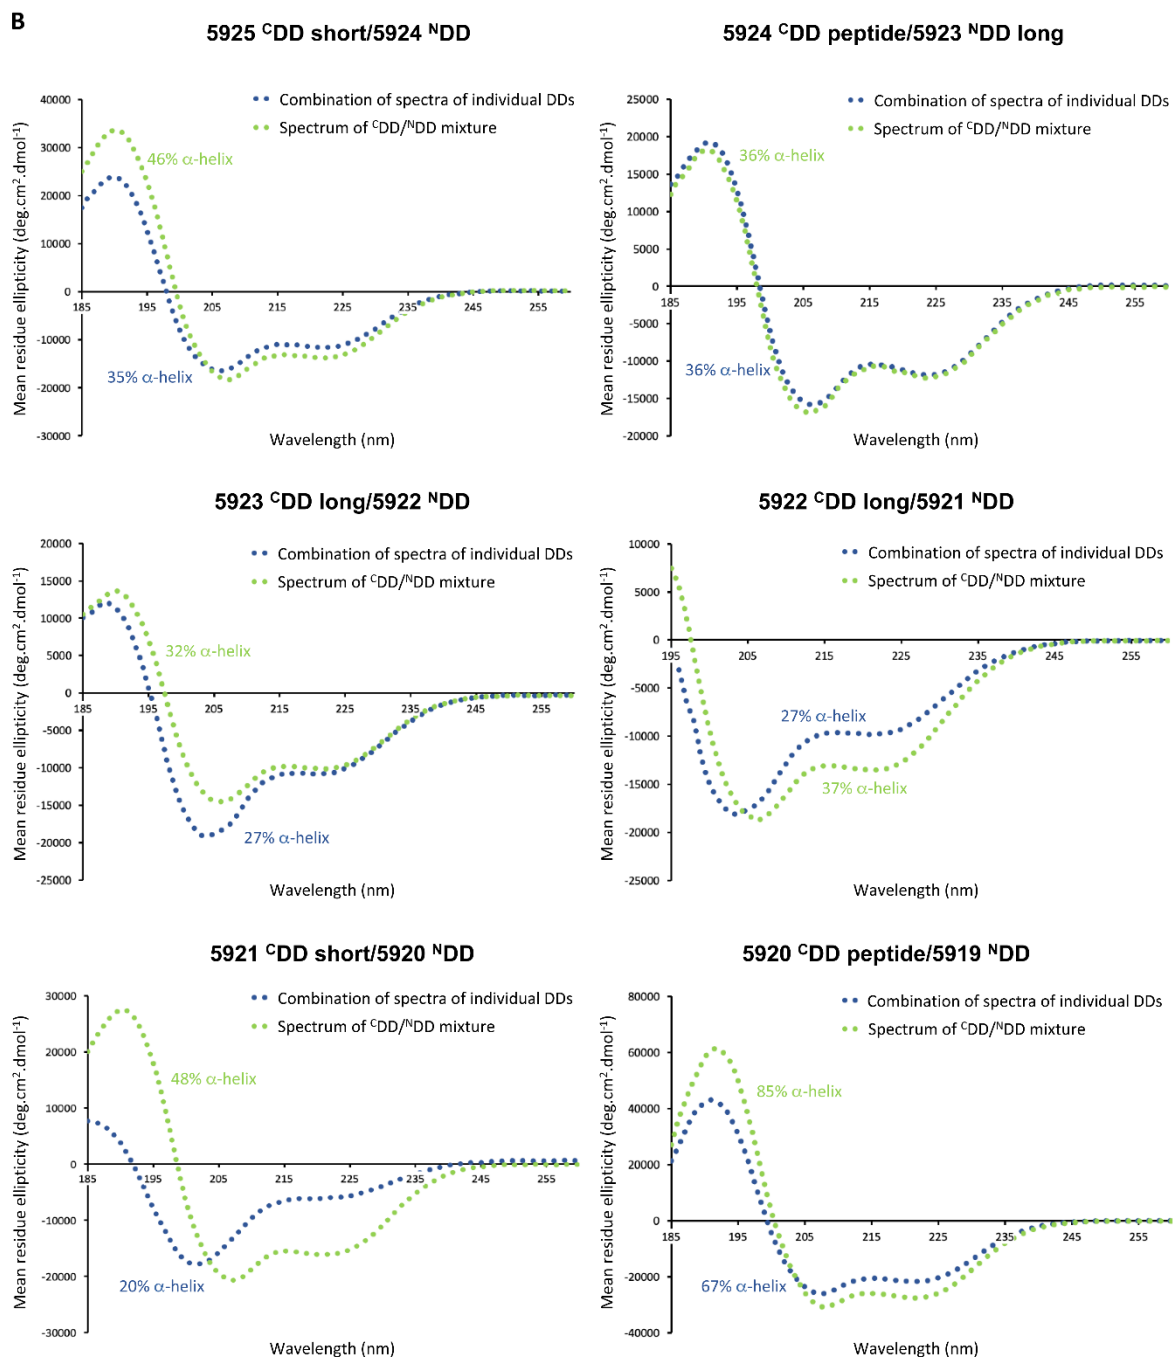 B
5925 ᶜDD short/5924 ᴺDD
Combination of spectra of individual DDs
Spectrum of ᶜDD/ᴺDD mixture
Mean residue ellipticity (deg.cm².dmol⁻¹)
40000
30000
20000
10000
0
-10000
-20000
-30000
185
195
205
215
225
235
245
255
46% α-helix
35% α-helix
Wavelength (nm)
5924 ᶜDD peptide/5923 ᴺDD long
Combination of spectra of individual DDs
Spectrum of ᶜDD/ᴺDD mixture
Mean residue ellipticity (deg.cm².dmol⁻¹)
25000
20000
15000
10000
5000
0
-5000
-10000
-15000
-20000
185
195
205
215
225
235
245
255
36% α-helix
36% α-helix
Wavelength (nm)
5923 ᶜDD long/5922 ᴺDD
Combination of spectra of individual DDs
Spectrum of ᶜDD/ᴺDD mixture
Mean residue ellipticity (deg.cm².dmol⁻¹)
20000
15000
10000
5000
0
-5000
-10000
-15000
-20000
-25000
185
195
205
215
225
235
245
255
32% α-helix
27% α-helix
Wavelength (nm)
5922 ᶜDD long/5921 ᴺDD
Combination of spectra of individual DDs
Spectrum of ᶜDD/ᴺDD mixture
Mean residue ellipticity (deg.cm².dmol⁻¹)
10000
5000
0
-5000
-10000
-15000
-20000
-25000
195
205
215
225
235
245
255
27% α-helix
37% α-helix
Wavelength (nm)
5921 ᶜDD short/5920 ᴺDD
Combination of spectra of individual DDs
Spectrum of ᶜDD/ᴺDD mixture
Mean residue ellipticity (deg.cm².dmol⁻¹)
30000
20000
10000
0
-10000
-20000
-30000
185
195
205
215
225
235
245
255
48% α-helix
20% α-helix
Wavelength (nm)
5920 ᶜDD peptide/5919 ᴺDD
Combination of spectra of individual DDs
Spectrum of ᶜDD/ᴺDD mixture
Mean residue ellipticity (deg.cm².dmol⁻¹)
80000
60000
40000
20000
0
-20000
-40000
185
195
205
215
225
235
245
255
85% α-helix
67% α-helix
Wavelength (nm)